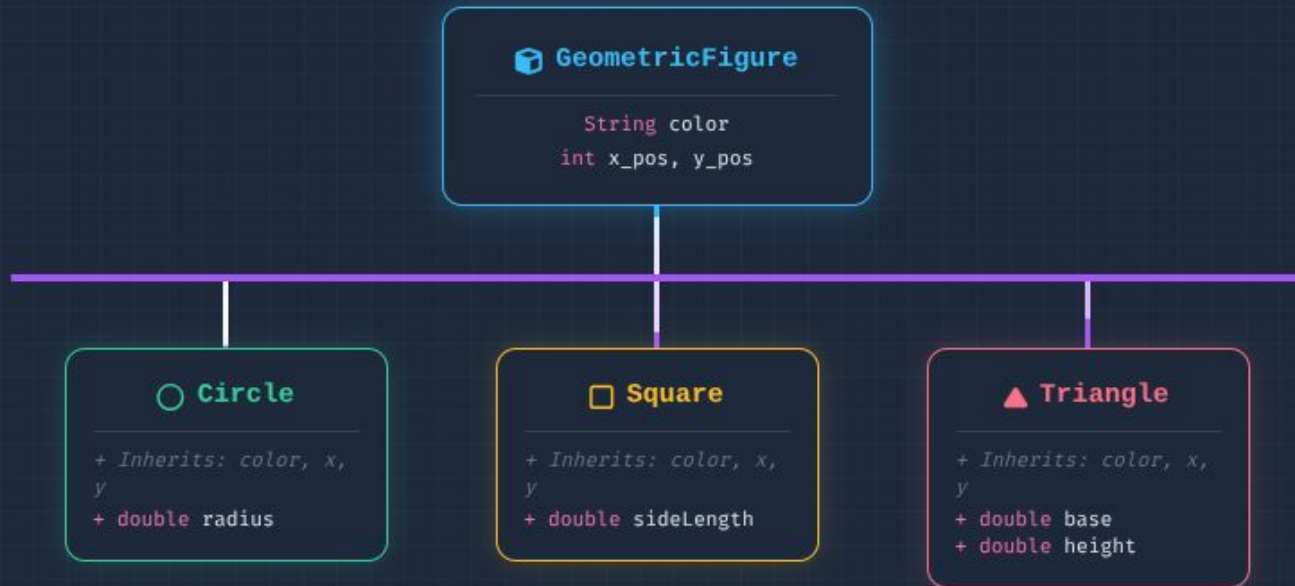 GeometricFigure
String color
int x_pos, y_pos
Circle
+ Inherits: color, x,
y
+ double radius
Square
+ Inherits: color, x,
y
+ double sideLength
Triangle
+ Inherits: color, x,
y
+ double base
+ double height